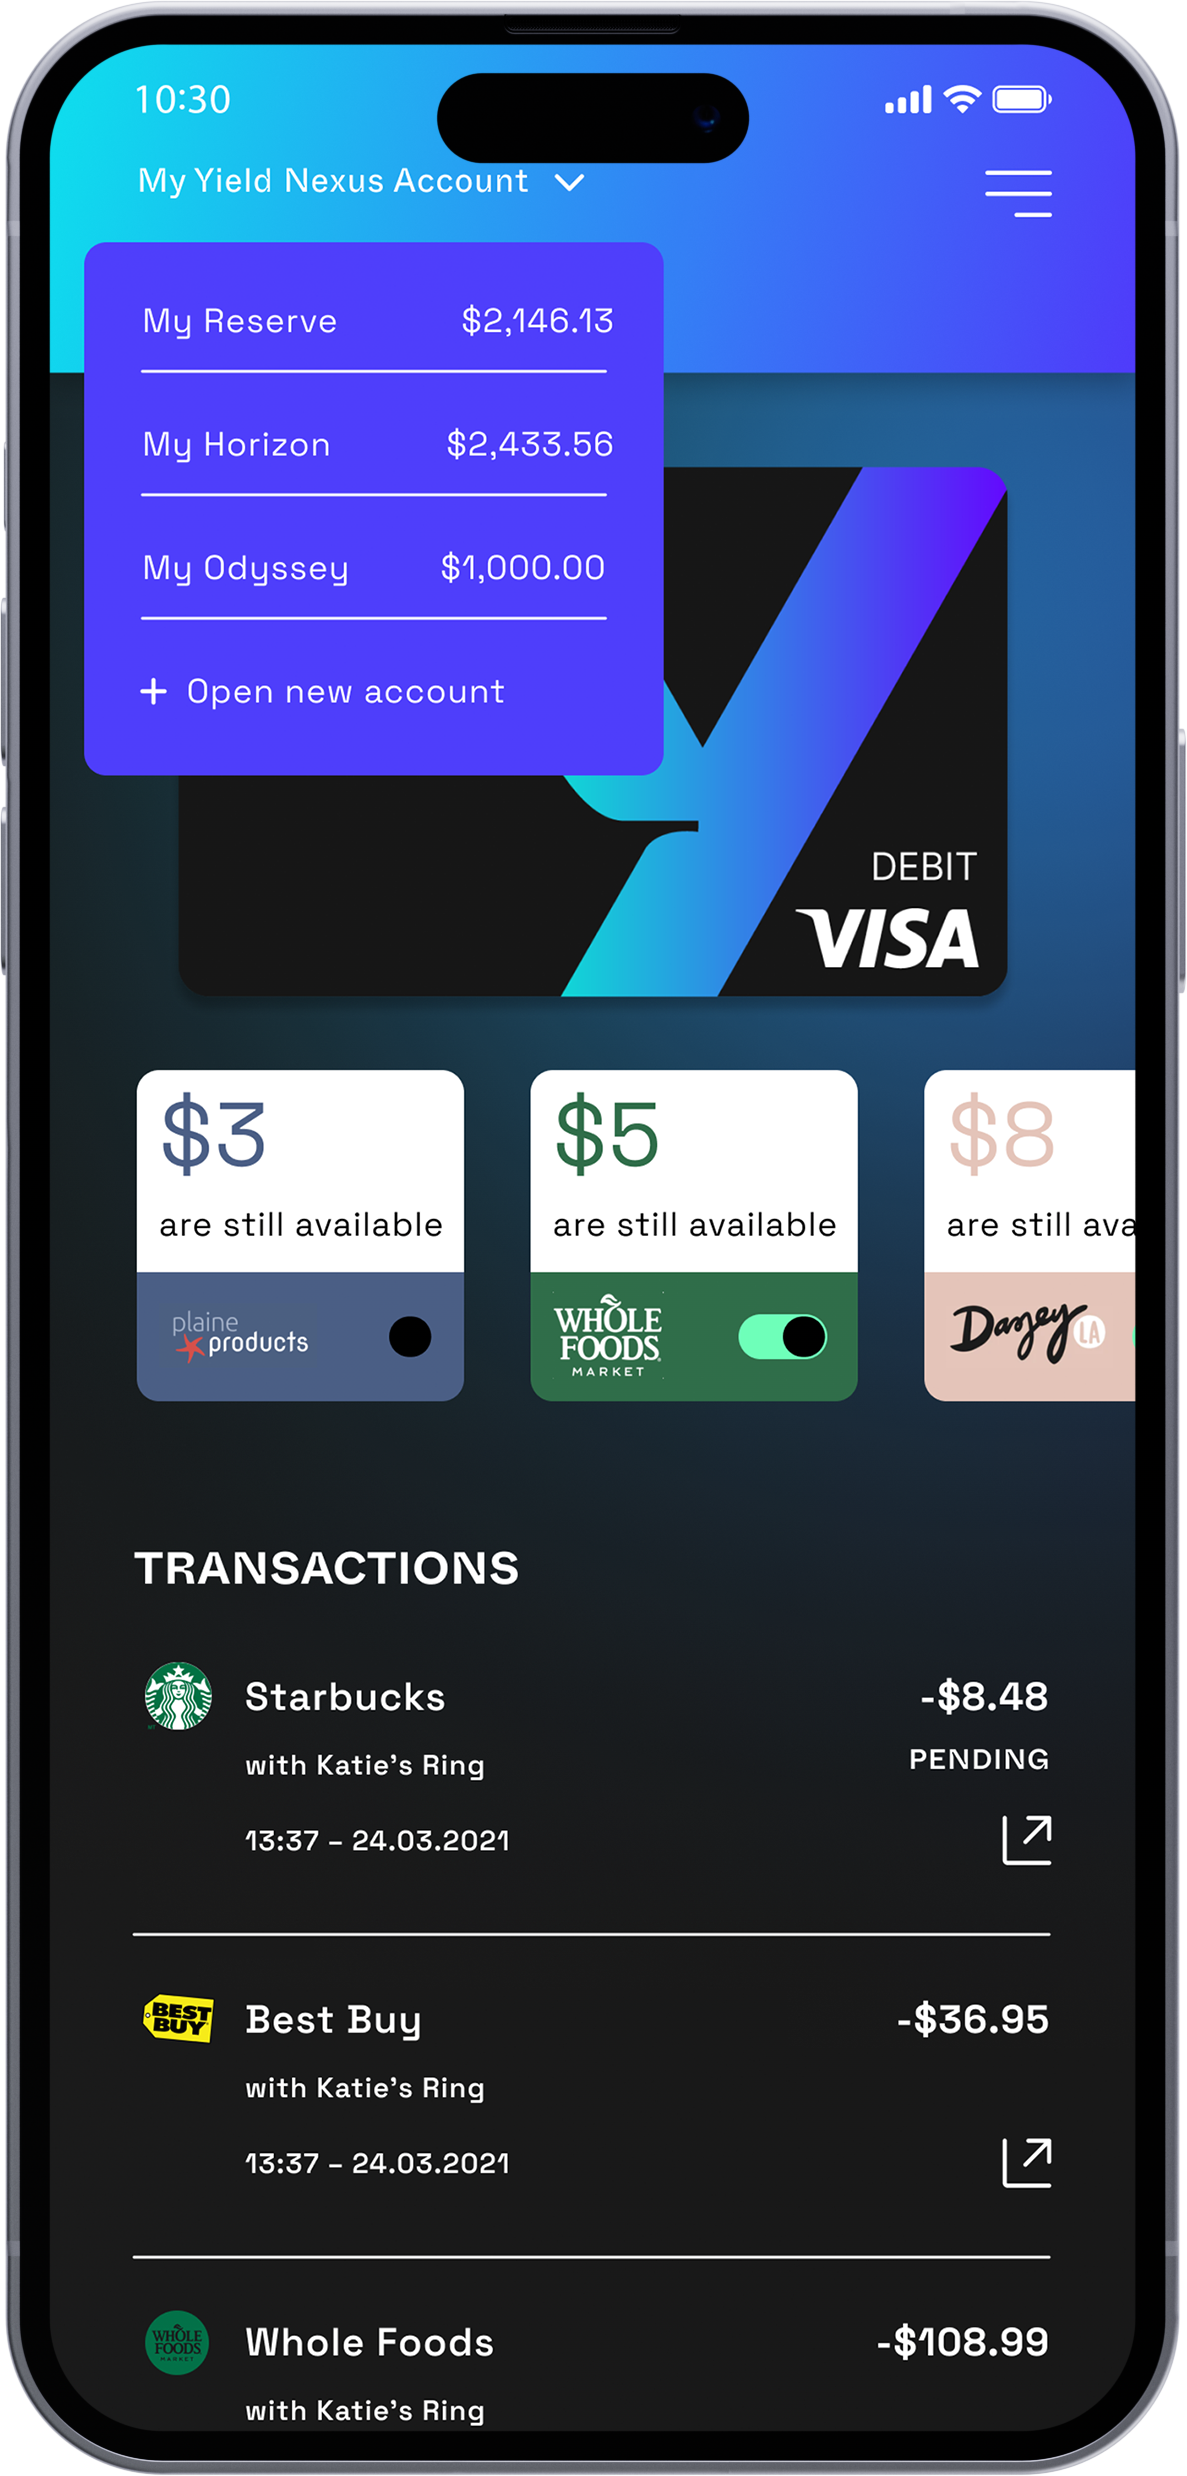 10:30
My Yield Nexus Account
My Reserve $2,146.13
My Horizon $2,433.56
My Odyssey $1,000.00
+ Open new account
DEBIT
VISA
$3
are still available
plaine
products
$5
are still available
WHOLE
FOODS
MARKET
$8
are still ava
Dazey LA
TRANSACTIONS
Starbucks -$8.48
with Katie's Ring PENDING
13:37 – 24.03.2021
BEST
BUY
Best Buy -$36.95
with Katie's Ring
13:37 – 24.03.2021
WHOLE
FOODS
MARKET
Whole Foods -$108.99
with Katie's Ring